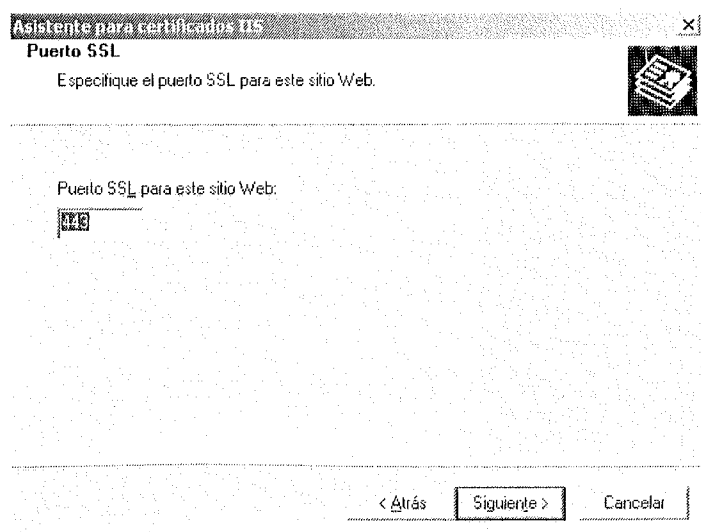 Asistente para certificados IIS
Puerto SSL
Especifique el puerto SSL para este sitio Web.
Puerto SSL para este sitio Web:
443
< Atrás
Siguiente >
Cancelar